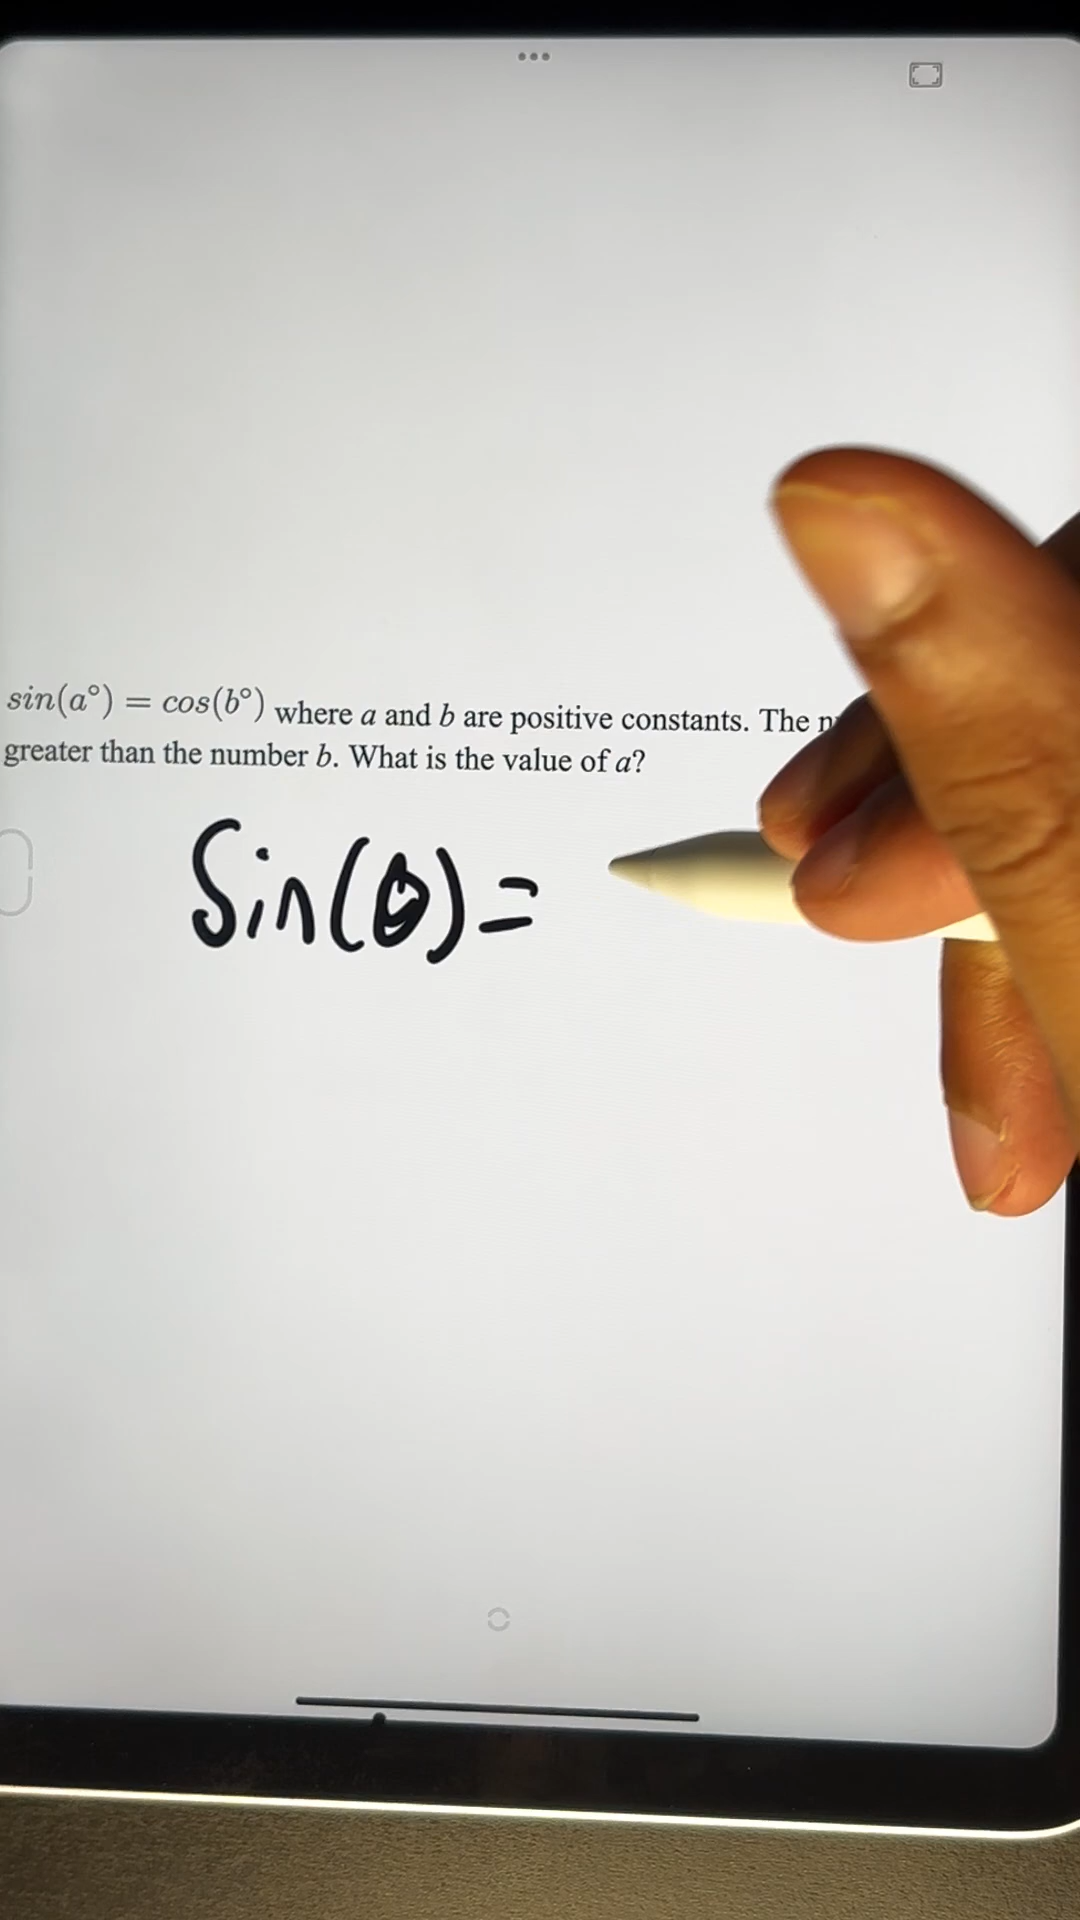 sin(a°) = cos(b°) where a and b are positive constants. The
greater than the number b. What is the value of a?
Sin(θ)=